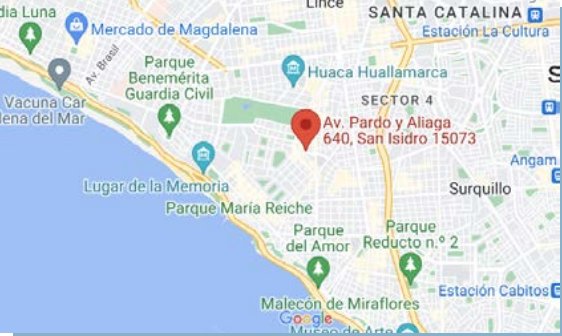 dia Luna
Lince
SANTA CATALINA
Mercado de Magdalena
Estación La Cultura
Av. Brasil
Parque
Benemérita
Guardia Civil
Huaca Huallamarca
S
Vacuna Car
lena del Mar
SECTOR 4
Av. Pardo y Aliaga
640, San Isidro 15073
Angam
Lugar de la Memoria
Surquillo
Parque María Reiche
Parque
del Amor
Parque
Reducto n.º 2
Estación Cabitos
Malecón de Miraflores
Google
Museo de Arte